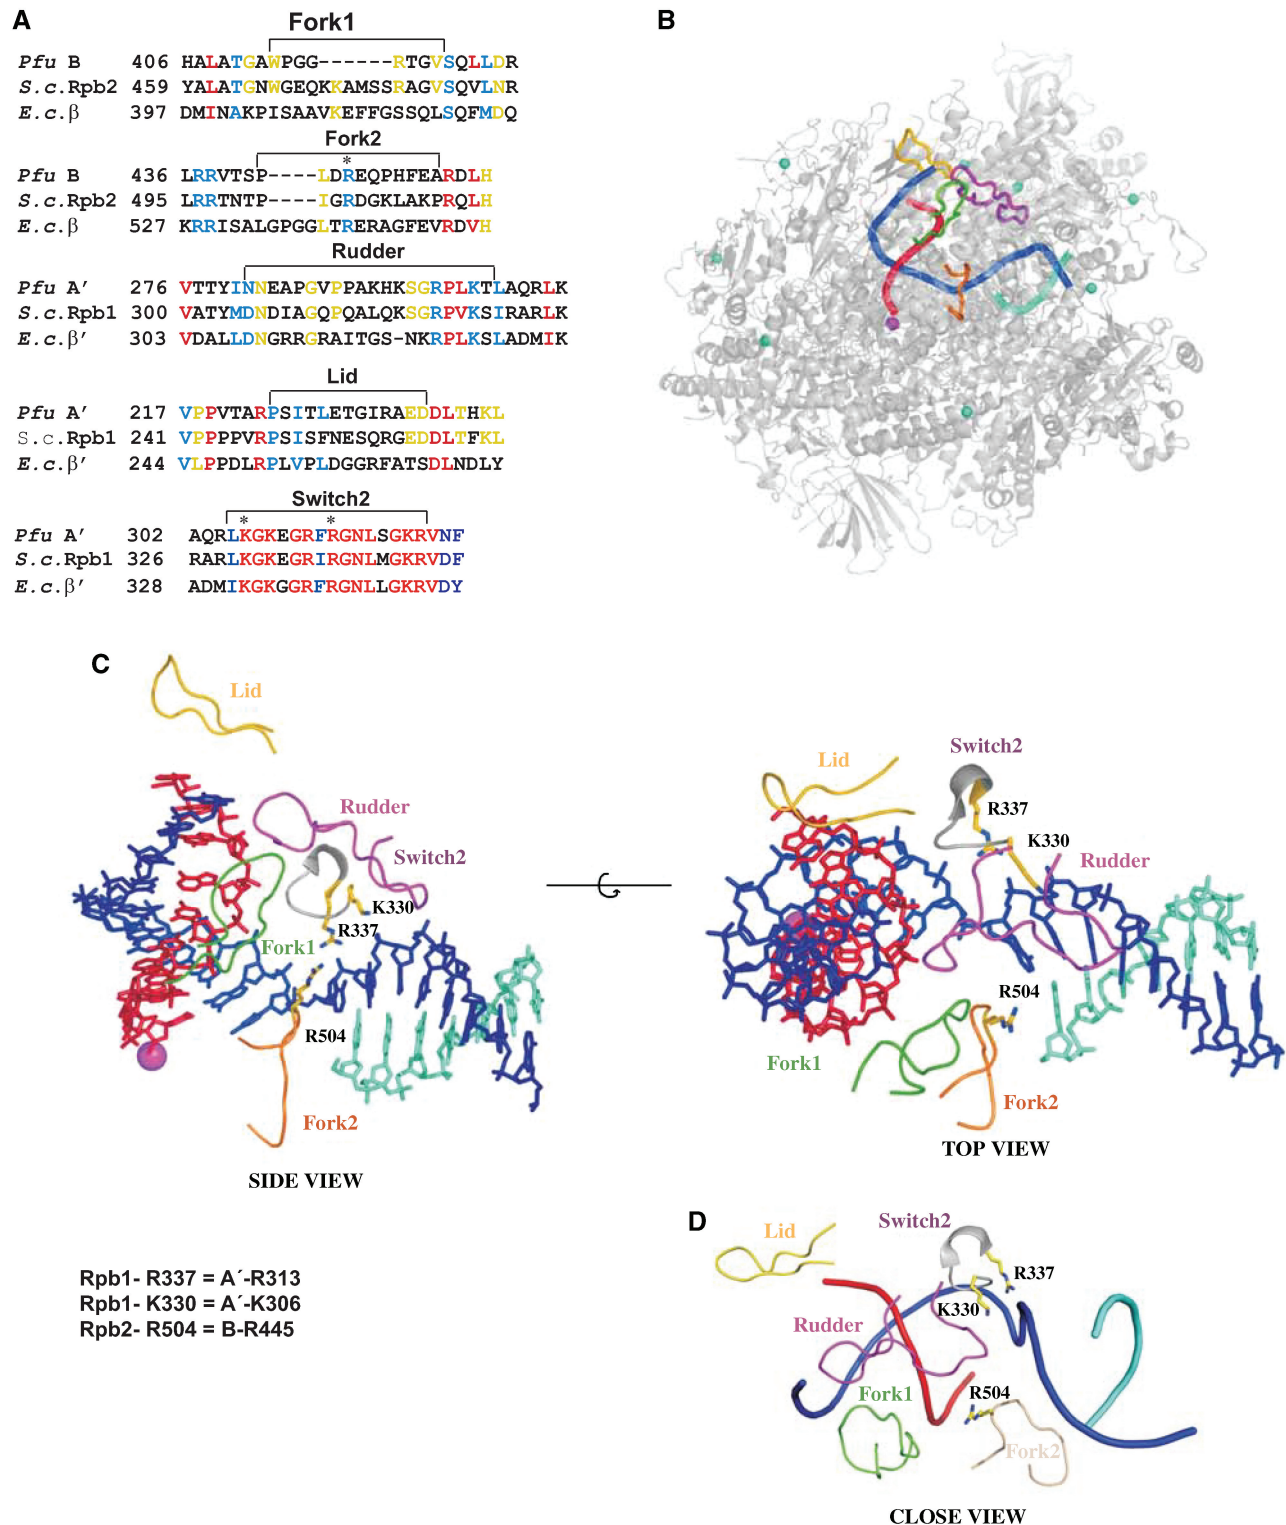 A
Fork1
Pfu B 406 HALATGAWPGG------RTGVSQLLDR
S.c.Rpb2 459 YALATGNWGEQKKAMSSRAGVSQVLNR
E.c.β 397 DMINAKPISAAVKEFFGSSQLSQFMDQ
Fork2
*
Pfu B 436 LRRVTSP----LDREQPHFEARDLH
S.c.Rpb2 495 LRRTNTP----IGRDGKLAKPRQLH
E.c.β 527 KRRISALGPGGLTRERAGFEVRDVH
Rudder
Pfu A’ 276 VTTYINNEAPGVPPAKHKSGRPLKTLAQRLK
S.c.Rpb1 300 VATYMDNDIAGQPQALQKSGRPVKSIRARLK
E.c.β’ 303 VDALLDNGRRGRAITGS-NKRPLKSLADMIK
Lid
Pfu A’ 217 VPPVTARPSITLETGIRAEDDLTHKL
S.c.Rpb1 241 VPPPPVRPSISFNESQRGEDDLTFKL
E.c.β’ 244 VLPPDLRPLVPLDGGRFATSDLNDLY
Switch2
* *
Pfu A’ 302 AQRLKGKEGRFRGNLSGKRVNF
S.c.Rpb1 326 RARLKGKEGRIRGNLMGKRVDF
E.c.β’ 328 ADMIKGKGGRFRGNLLGKRVDY
B
C
Lid
Rudder
Switch2
K330
R337
Fork1
R504
Fork2
SIDE VIEW
Switch2
Lid
R337
K330
Rudder
R504
Fork1
Fork2
TOP VIEW
Rpb1- R337 = A´-R313
Rpb1- K330 = A´-K306
Rpb2- R504 = B-R445
D
Switch2
Lid
R337
K330
Rudder
Fork1
R504
Fork2
CLOSE VIEW